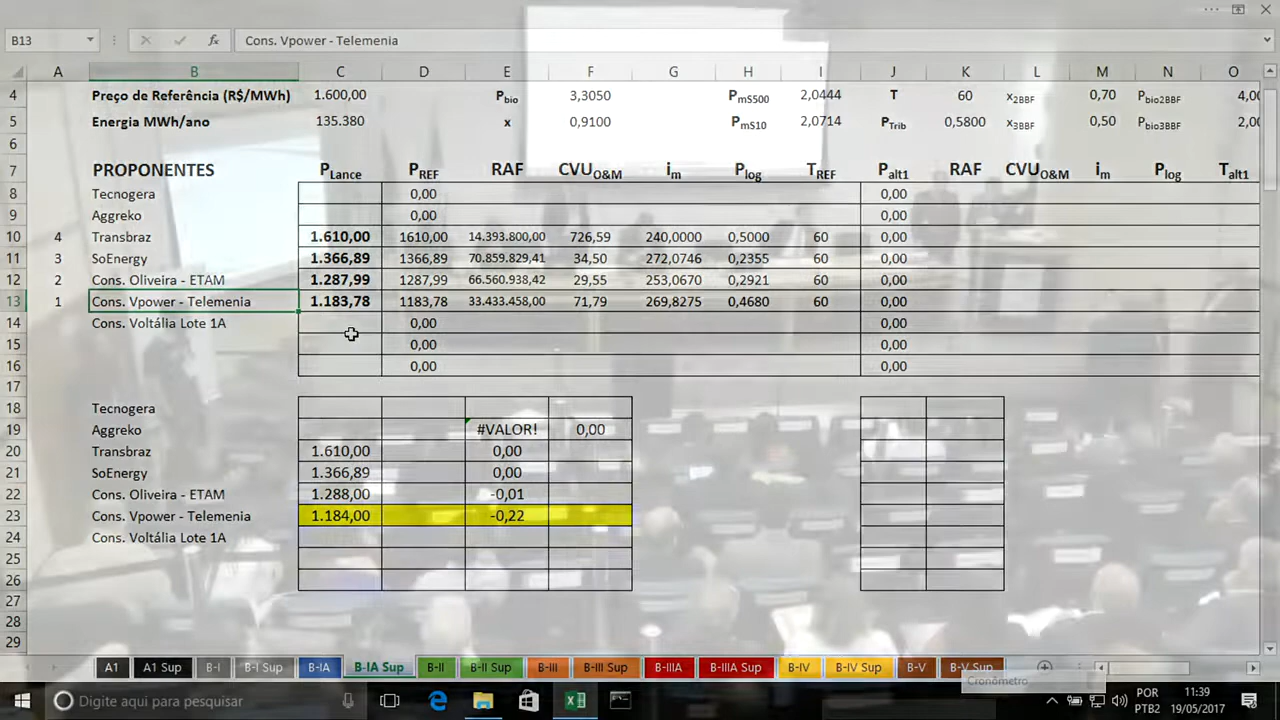 B13 fx Cons. Vpower - Telemenia
A B C D E F G H I J K L M N O
4 Preço de Referência (R$/MWh) 1.600,00 Pbio 3,3050 PmS500 2,0444 T 60 x2BBF 0,70 Pbio2BBF 4,00
5 Energia MWh/ano 135.380 x 0,9100 PmS10 2,0714 PTrib 0,5800 x3BBF 0,50 Pbio3BBF 2,00
6
7 PROPONENTES PLance PREF RAF CVUO&M im Plog TREF Palt1 RAF CVUO&M im Plog Talt1
8 Tecnogera 0,00 0,00
9 Aggreko 0,00 0,00
10 4 Transbraz 1.610,00 1610,00 14.393.800,00 726,59 240,0000 0,5000 60 0,00
11 3 SoEnergy 1.366,89 1366,89 70.859.829,41 34,50 272,0746 0,2355 60 0,00
12 2 Cons. Oliveira - ETAM 1.287,99 1287,99 66.560.938,42 29,55 253,0670 0,2921 60 0,00
13 1 Cons. Vpower - Telemenia 1.183,78 1183,78 33.433.458,00 71,79 269,8275 0,4680 60 0,00
14 Cons. Voltália Lote 1A 0,00 0,00
15 0,00 0,00
16 0,00 0,00
17
18 Tecnogera
19 Aggreko #VALOR! 0,00
20 Transbraz 1.610,00 0,00
21 SoEnergy 1.366,89 0,00
22 Cons. Oliveira - ETAM 1.288,00 -0,01
23 Cons. Vpower - Telemenia 1.184,00 -0,22
24 Cons. Voltália Lote 1A
25
26
27
28
29
A1 A1 Sup B-I B-I Sup B-IA B-IA Sup B-II B-II Sup B-III B-III Sup B-IIIA B-IIIA Sup B-IV B-IV Sup B-V B-V Sup
Cronômetro
Digite aqui para pesquisar POR 11:39
PTB2 19/05/2017